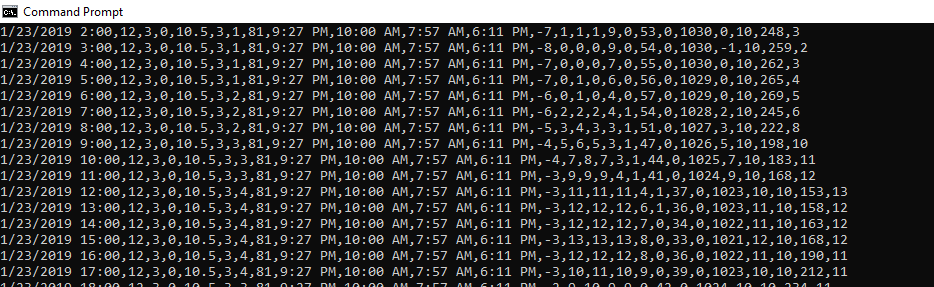 Command Prompt
1/23/2019 2:00,12,3,0,10.5,3,1,81,9:27 PM,10:00 AM,7:57 AM,6:11 PM,-7,1,1,1,9,0,53,0,1030,0,10,248,3
1/23/2019 3:00,12,3,0,10.5,3,1,81,9:27 PM,10:00 AM,7:57 AM,6:11 PM,-8,0,0,0,9,0,54,0,1030,-1,10,259,2
1/23/2019 4:00,12,3,0,10.5,3,1,81,9:27 PM,10:00 AM,7:57 AM,6:11 PM,-7,0,0,0,7,0,55,0,1030,0,10,262,3
1/23/2019 5:00,12,3,0,10.5,3,1,81,9:27 PM,10:00 AM,7:57 AM,6:11 PM,-7,0,1,0,6,0,56,0,1029,0,10,265,4
1/23/2019 6:00,12,3,0,10.5,3,2,81,9:27 PM,10:00 AM,7:57 AM,6:11 PM,-6,0,1,0,4,0,57,0,1029,0,10,269,5
1/23/2019 7:00,12,3,0,10.5,3,2,81,9:27 PM,10:00 AM,7:57 AM,6:11 PM,-6,2,2,2,4,1,54,0,1028,2,10,245,6
1/23/2019 8:00,12,3,0,10.5,3,2,81,9:27 PM,10:00 AM,7:57 AM,6:11 PM,-5,3,4,3,3,1,51,0,1027,3,10,222,8
1/23/2019 9:00,12,3,0,10.5,3,3,81,9:27 PM,10:00 AM,7:57 AM,6:11 PM,-4,5,6,5,3,1,47,0,1026,5,10,198,10
1/23/2019 10:00,12,3,0,10.5,3,3,81,9:27 PM,10:00 AM,7:57 AM,6:11 PM,-4,7,8,7,3,1,44,0,1025,7,10,183,11
1/23/2019 11:00,12,3,0,10.5,3,4,81,9:27 PM,10:00 AM,7:57 AM,6:11 PM,-3,9,9,9,4,1,41,0,1024,9,10,168,12
1/23/2019 12:00,12,3,0,10.5,3,4,81,9:27 PM,10:00 AM,7:57 AM,6:11 PM,-3,11,11,11,4,1,37,0,1023,10,10,153,13
1/23/2019 13:00,12,3,0,10.5,3,4,81,9:27 PM,10:00 AM,7:57 AM,6:11 PM,-3,12,12,12,6,1,36,0,1023,11,10,158,12
1/23/2019 14:00,12,3,0,10.5,3,4,81,9:27 PM,10:00 AM,7:57 AM,6:11 PM,-3,12,12,12,7,0,34,0,1022,11,10,163,12
1/23/2019 15:00,12,3,0,10.5,3,4,81,9:27 PM,10:00 AM,7:57 AM,6:11 PM,-3,13,13,13,8,0,33,0,1021,12,10,168,12
1/23/2019 16:00,12,3,0,10.5,3,4,81,9:27 PM,10:00 AM,7:57 AM,6:11 PM,-3,12,12,12,8,0,36,0,1022,11,10,190,11
1/23/2019 17:00,12,3,0,10.5,3,4,81,9:27 PM,10:00 AM,7:57 AM,6:11 PM,-3,10,11,10,9,0,39,0,1023,10,10,212,11